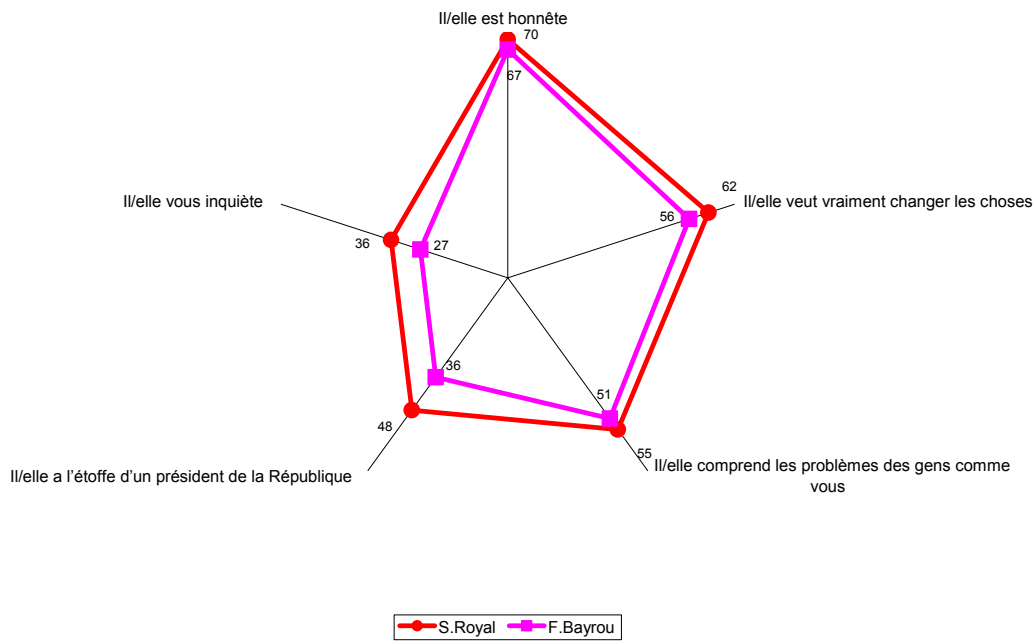 Il/elle est honnête
70
67
62
Il/elle veut vraiment changer les choses
56
Il/elle vous inquiète
36
27
36
51
48
55
Il/elle comprend les problèmes des gens comme
vous
Il/elle a l’étoffe d’un président de la République
S.Royal
F.Bayrou